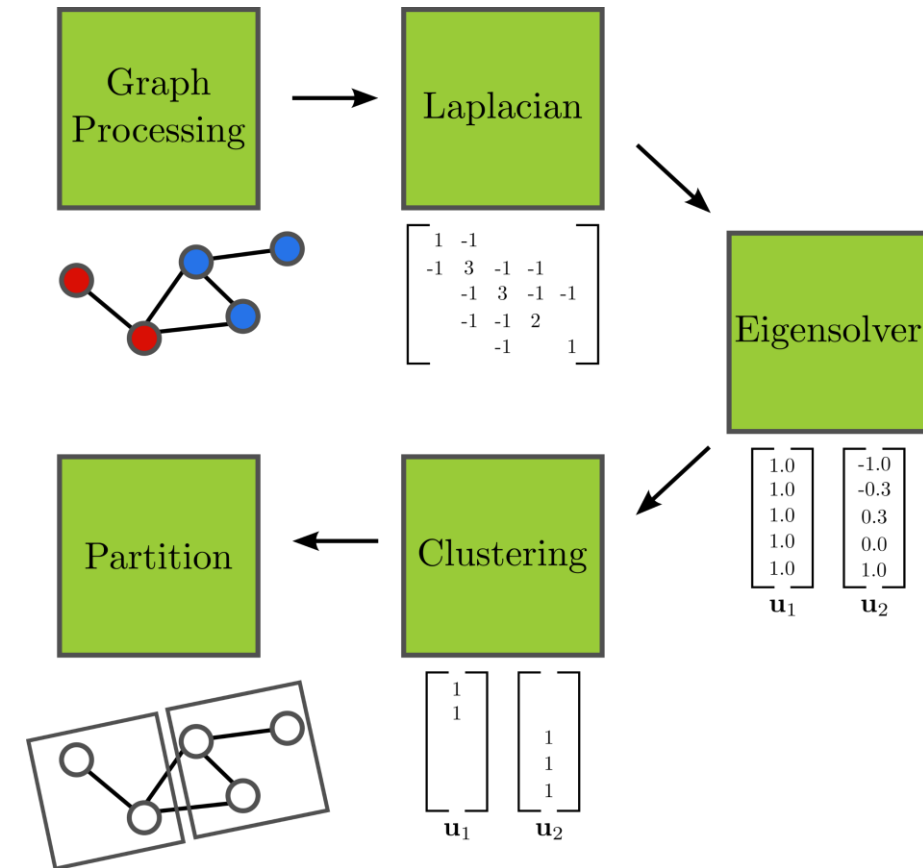 Graph
Processing
Laplacian
1 -1
-1 3 -1 -1
-1 3 -1 -1
-1 -1 2
-1 1
Eigensolver
1.0 -1.0
1.0 -0.3
1.0 0.3
1.0 0.0
1.0 1.0
u₁ u₂
Clustering
1
1
1
1
1
u₁ u₂
Partition